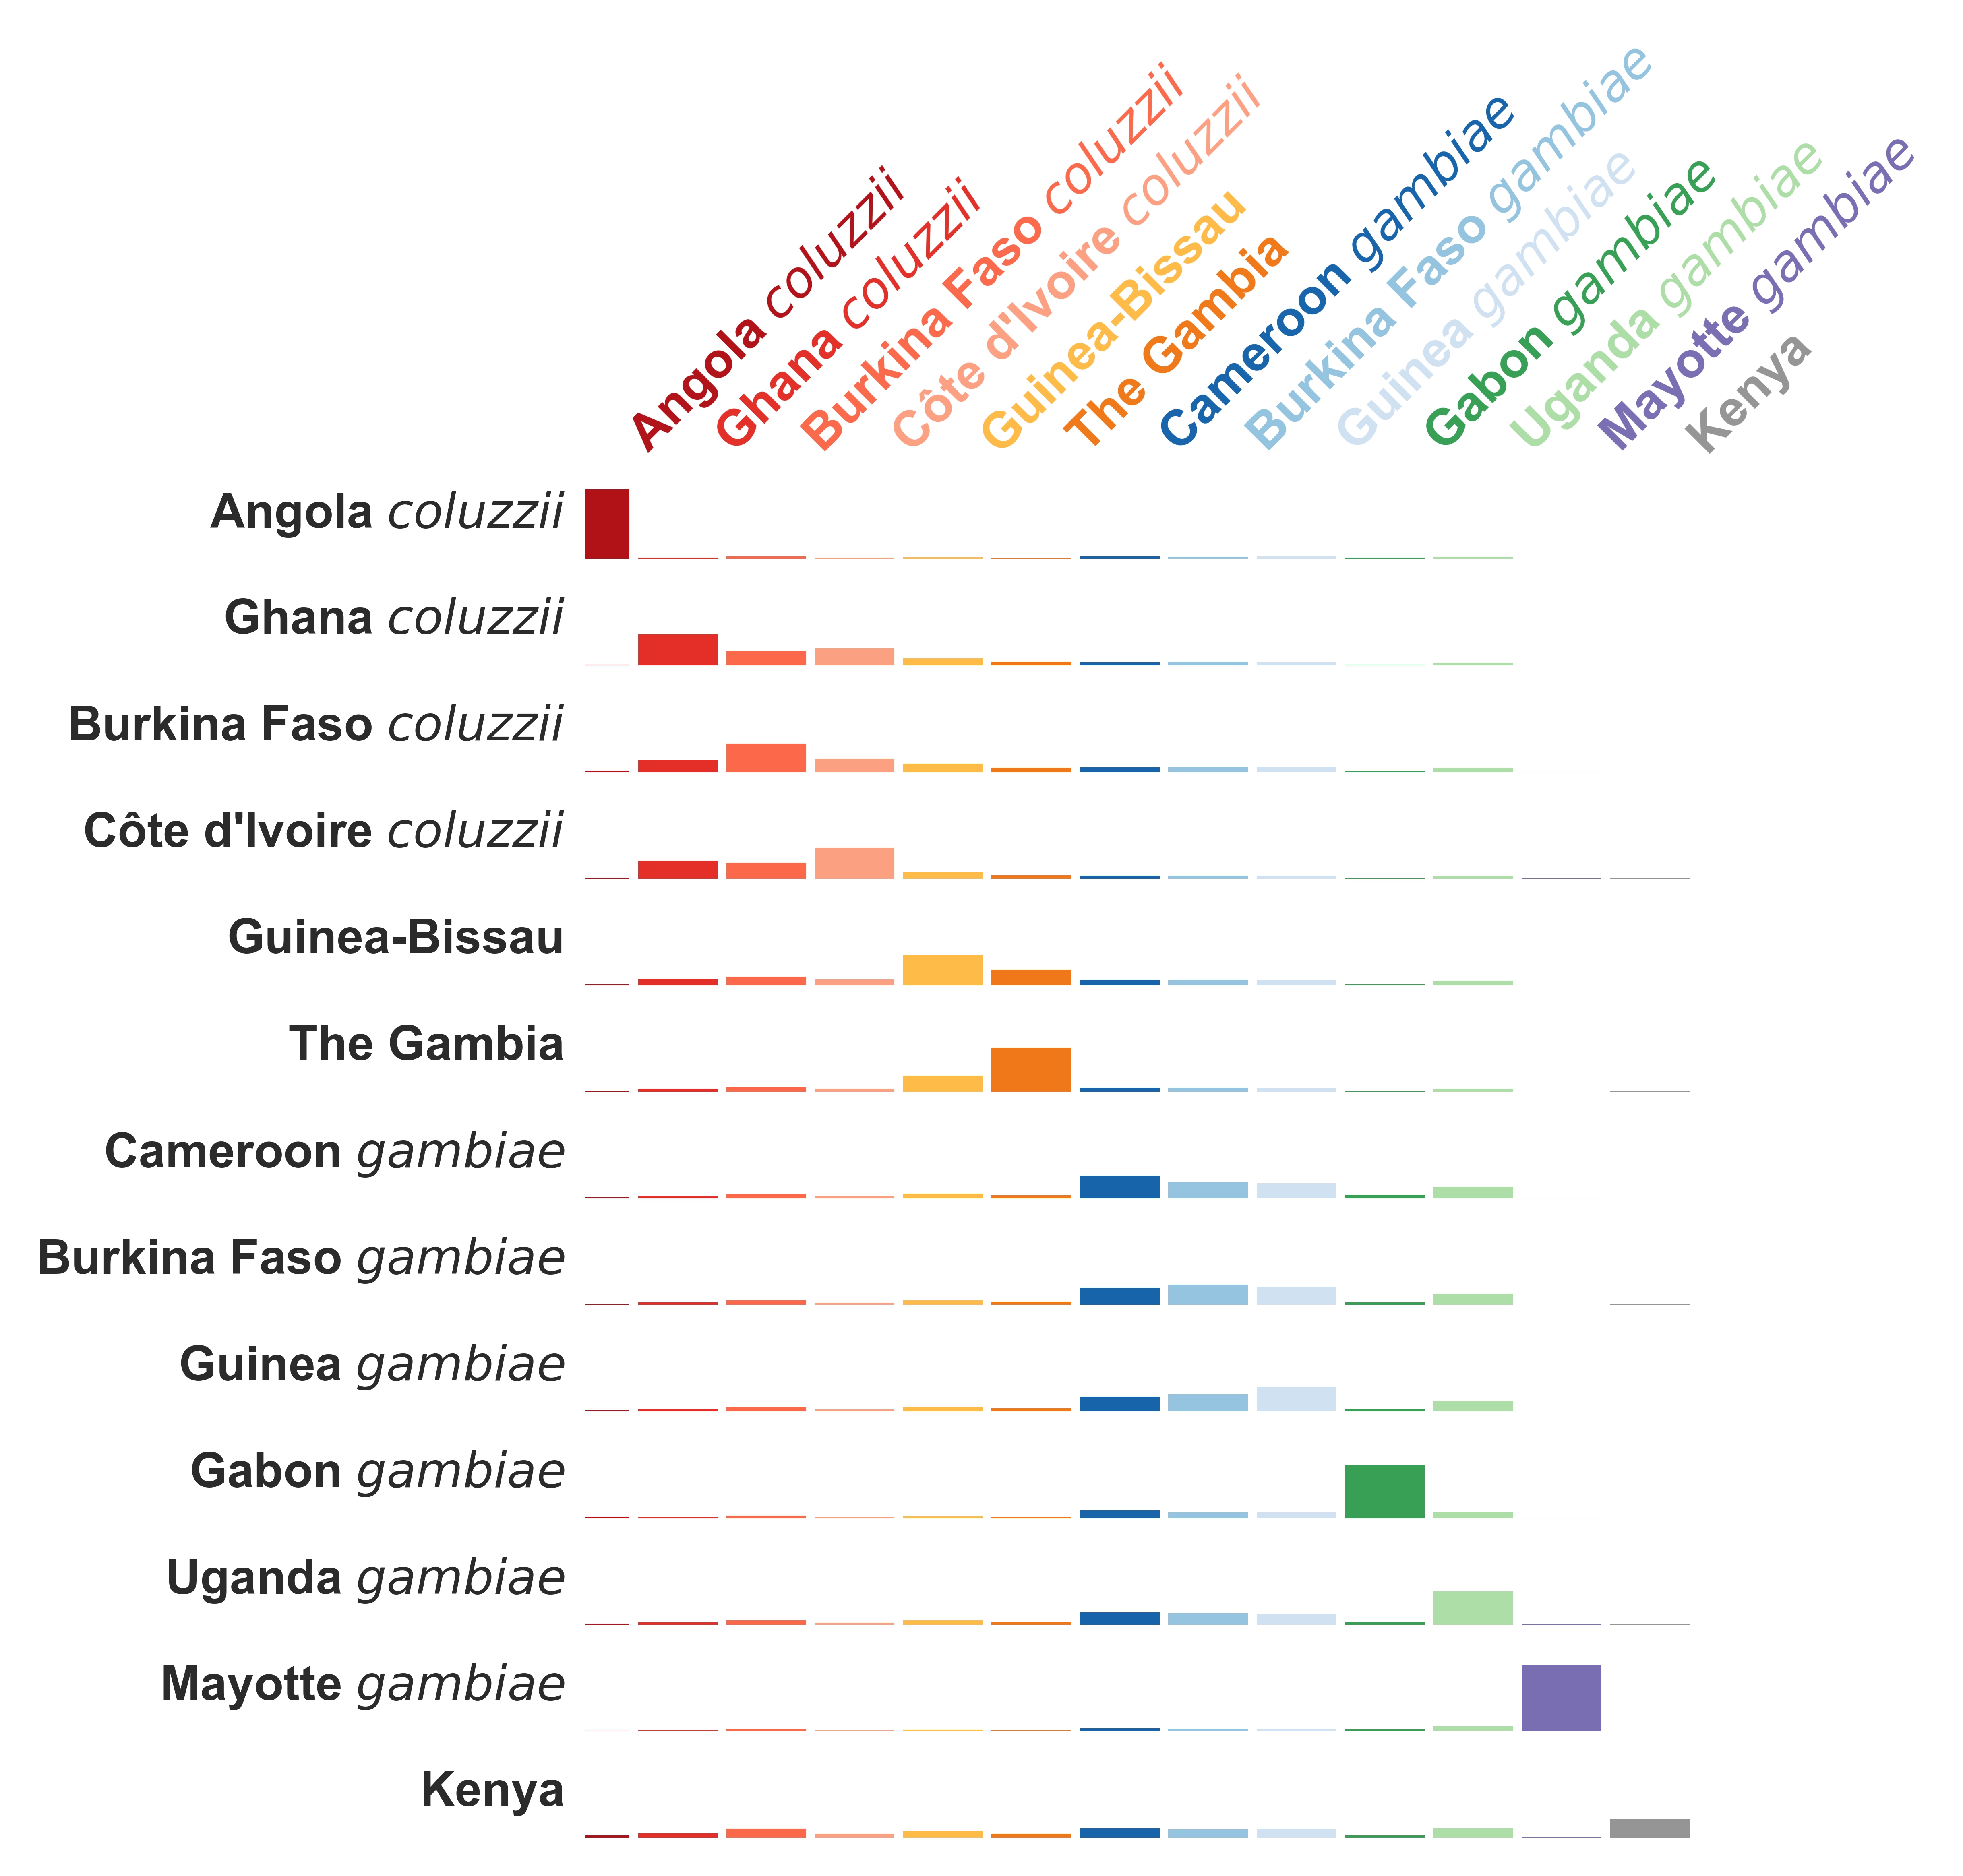 Angola coluzzii
Ghana coluzzii
Burkina Faso coluzzii
Côte d'Ivoire coluzzii
Guinea-Bissau
The Gambia
Cameroon gambiae
Burkina Faso gambiae
Guinea gambiae
Gabon gambiae
Uganda gambiae
Mayotte gambiae
Kenya
Angola coluzzii
Ghana coluzzii
Burkina Faso coluzzii
Côte d'Ivoire coluzzii
Guinea-Bissau
The Gambia
Cameroon gambiae
Burkina Faso gambiae
Guinea gambiae
Gabon gambiae
Uganda gambiae
Mayotte gambiae
Kenya